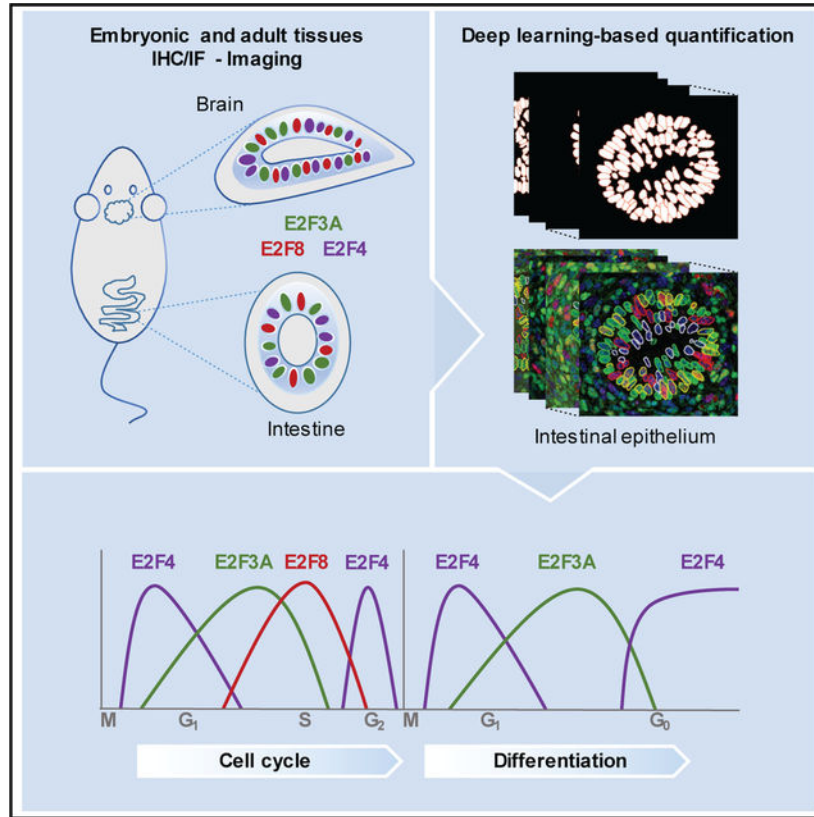 Embryonic and adult tissues
IHC/IF - Imaging
Brain
E2F3A
E2F8 E2F4
Intestine
Deep learning-based quantification
Intestinal epithelium
E2F4 E2F3A E2F8 E2F4 E2F4 E2F3A E2F4
M G1 S G2 M G1 G0
Cell cycle Differentiation